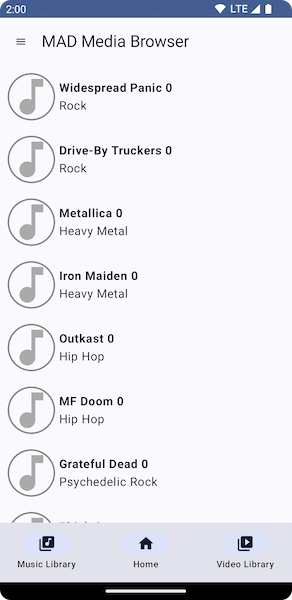 2:00 LTE
MAD Media Browser
Widespread Panic 0
Rock
Drive-By Truckers 0
Rock
Metallica 0
Heavy Metal
Iron Maiden 0
Heavy Metal
Outkast 0
Hip Hop
MF Doom 0
Hip Hop
Grateful Dead 0
Psychedelic Rock
Music Library
Home
Video Library